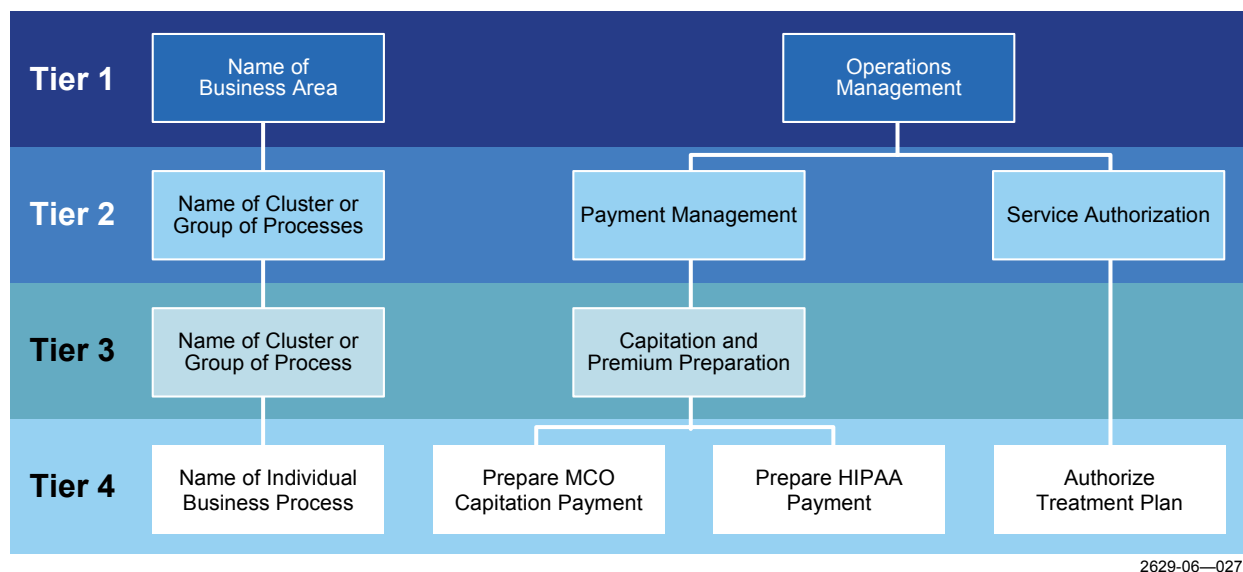 Tier 1
Name of
Business Area
Operations
Management
Tier 2
Name of Cluster or
Group of Processes
Payment Management
Service Authorization
Tier 3
Name of Cluster or
Group of Process
Capitation and
Premium Preparation
Tier 4
Name of Individual
Business Process
Prepare MCO
Capitation Payment
Prepare HIPAA
Payment
Authorize
Treatment Plan
2629-06—027